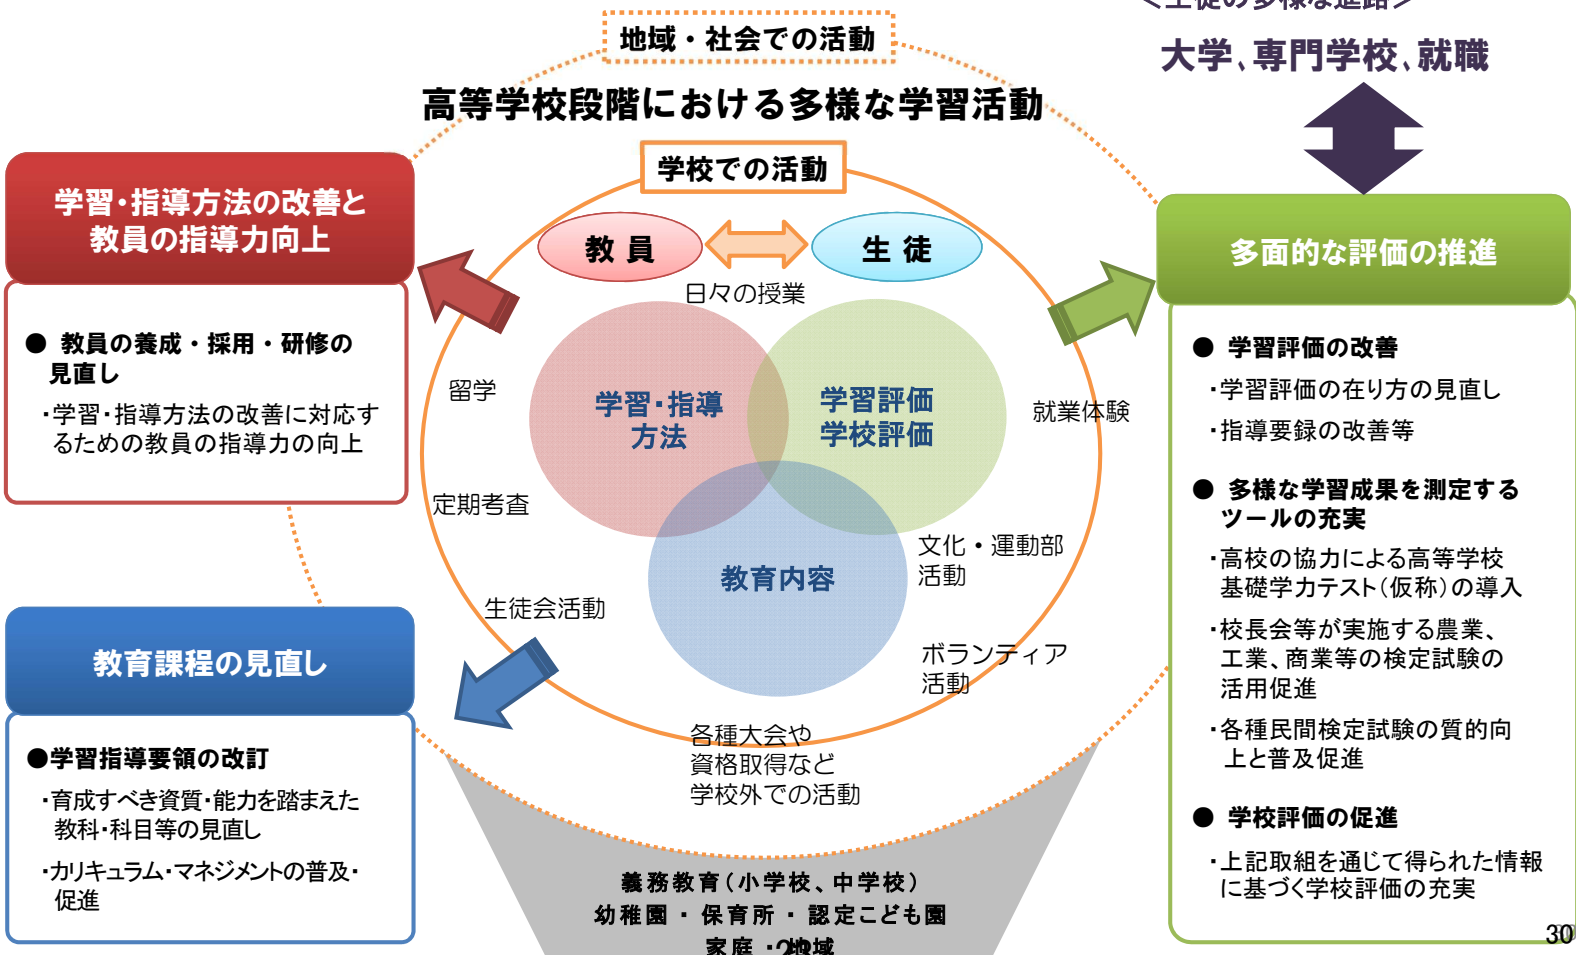 ＜生徒の多様な進路＞
大学、専門学校、就職
地域・社会での活動
高等学校段階における多様な学習活動
学校での活動
教員
生徒
日々の授業
学習・指導方法の改善と
教員の指導力向上
● 教員の養成・採用・研修の
見直し
・学習・指導方法の改善に対応す
るための教員の指導力の向上
留学
定期考査
生徒会活動
学習・指導
方法
学習評価
学校評価
教育内容
就業体験
文化・運動部
活動
ボランティア
活動
各種大会や
資格取得など
学校外での活動
教育課程の見直し
●学習指導要領の改訂
・育成すべき資質・能力を踏まえた
教科・科目等の見直し
・カリキュラム・マネジメントの普及・
促進
多面的な評価の推進
● 学習評価の改善
・学習評価の在り方の見直し
・指導要録の改善等
● 多様な学習成果を測定する
ツールの充実
・高校の協力による高等学校
基礎学力テスト（仮称）の導入
・校長会等が実施する農業、
工業、商業等の検定試験の
活用促進
・各種民間検定試験の質的向
上と普及促進
● 学校評価の促進
・上記取組を通じて得られた情報
に基づく学校評価の充実
義務教育（小学校、中学校）
幼稚園・保育所・認定こども園
家庭・地域
30